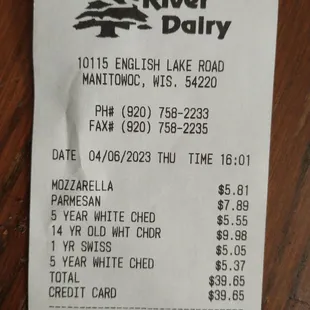 River
Dairy
10115 ENGLISH LAKE ROAD
MANITOWOC, WIS. 54220
PH# (920) 758-2233
FAX# (920) 758-2235
DATE 04/06/2023 THU TIME 16:01
MOZZARELLA $5.81
PARMESAN $7.89
5 YEAR WHITE CHED $5.55
14 YR OLD WHT CHDR $9.98
1 YR SWISS $5.05
5 YEAR WHITE CHED $5.37
TOTAL $39.65
CREDIT CARD $39.65